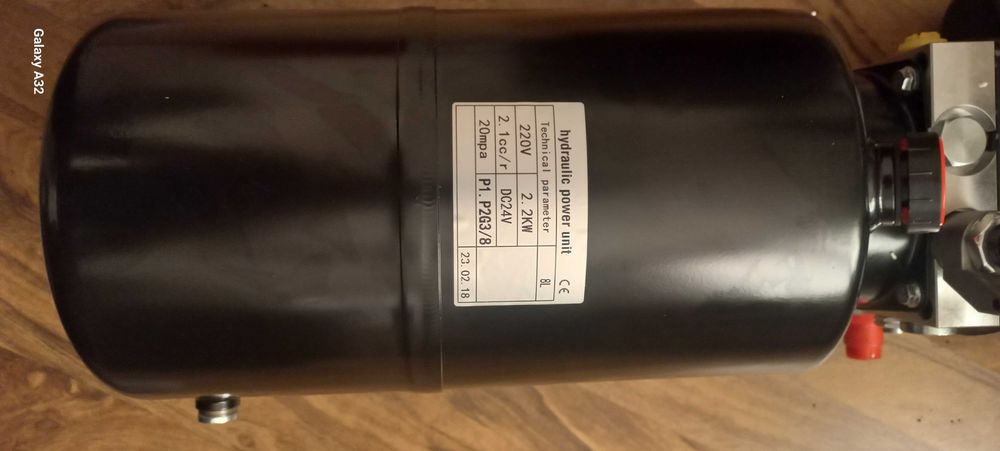 hydraulic power unit CE
Technical parameter 8L
220V 2.2KW
2.1cc/r DC24V
20mpa P1.P2G3/8
23.02.18
Galaxy A32